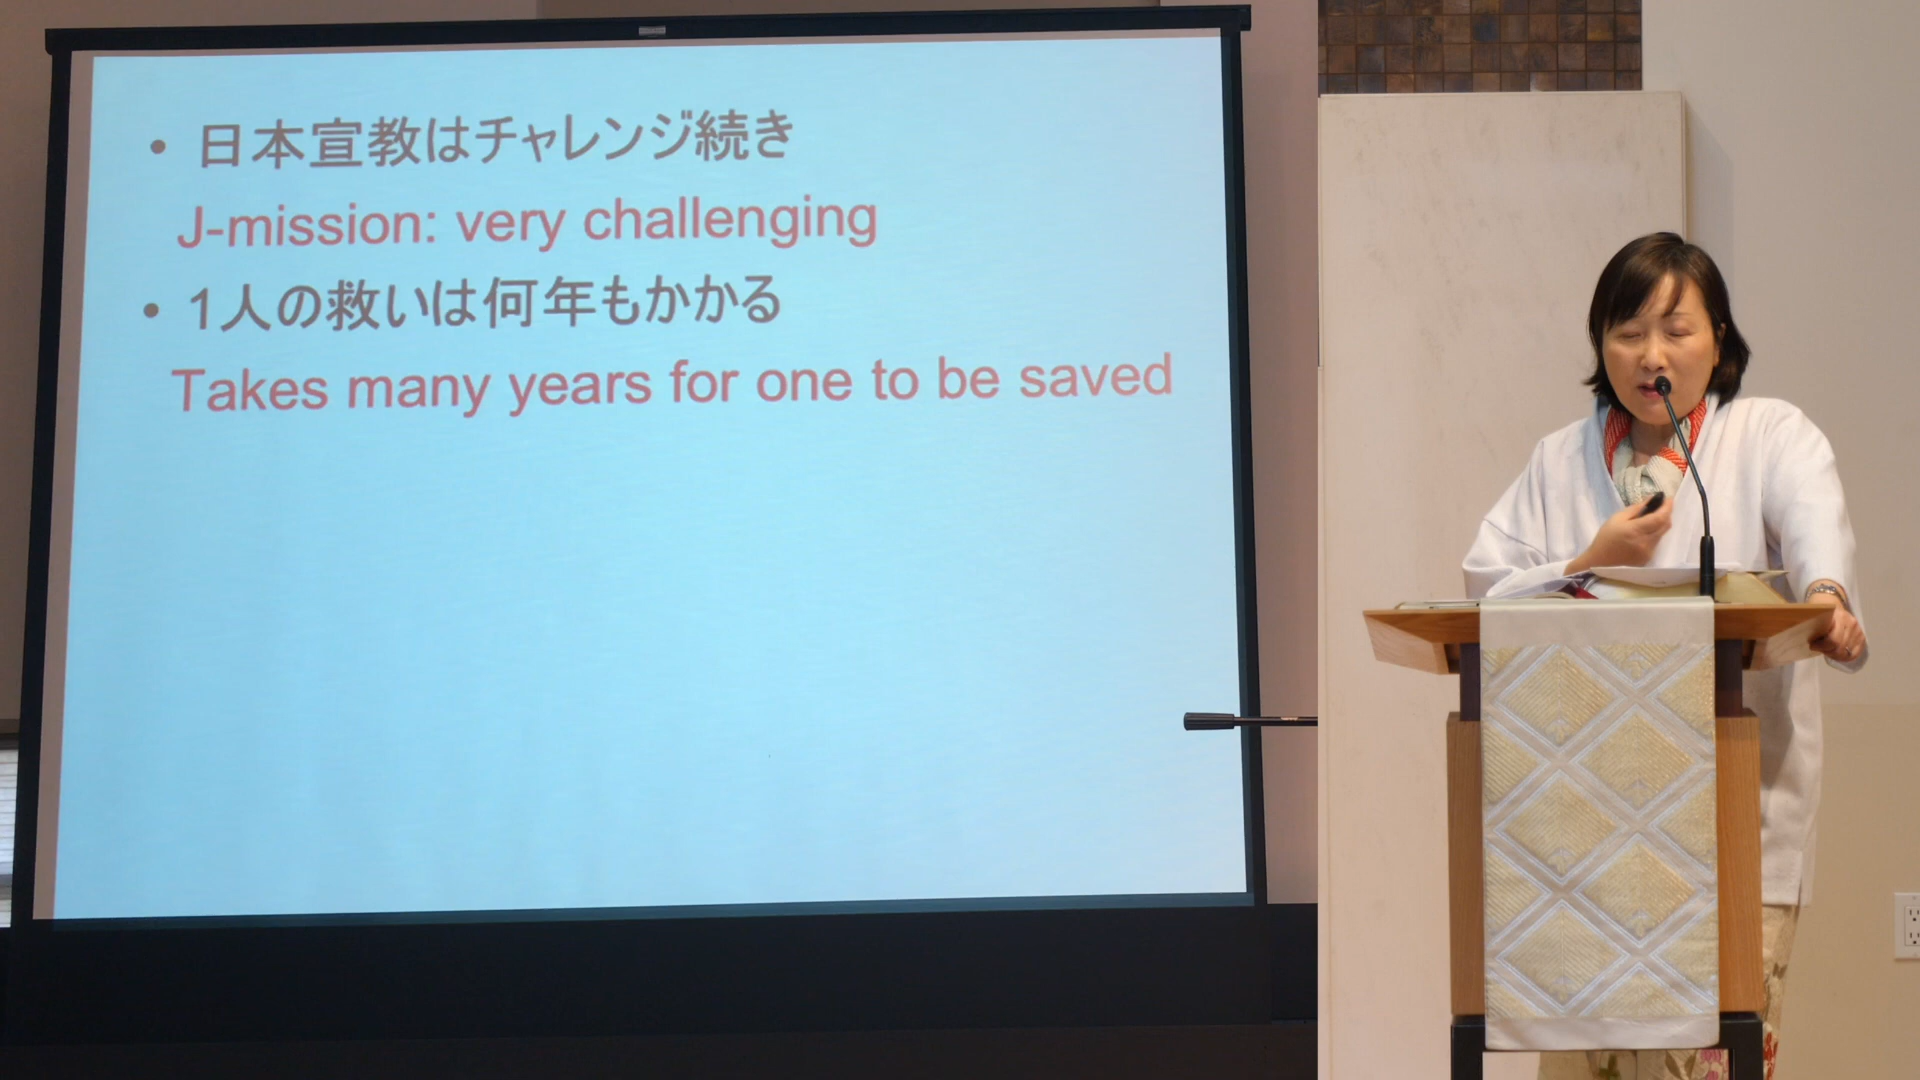 • 日本宣教はチャレンジ続き
J-mission: very challenging
• 1人の救いは何年もかかる
Takes many years for one to be saved